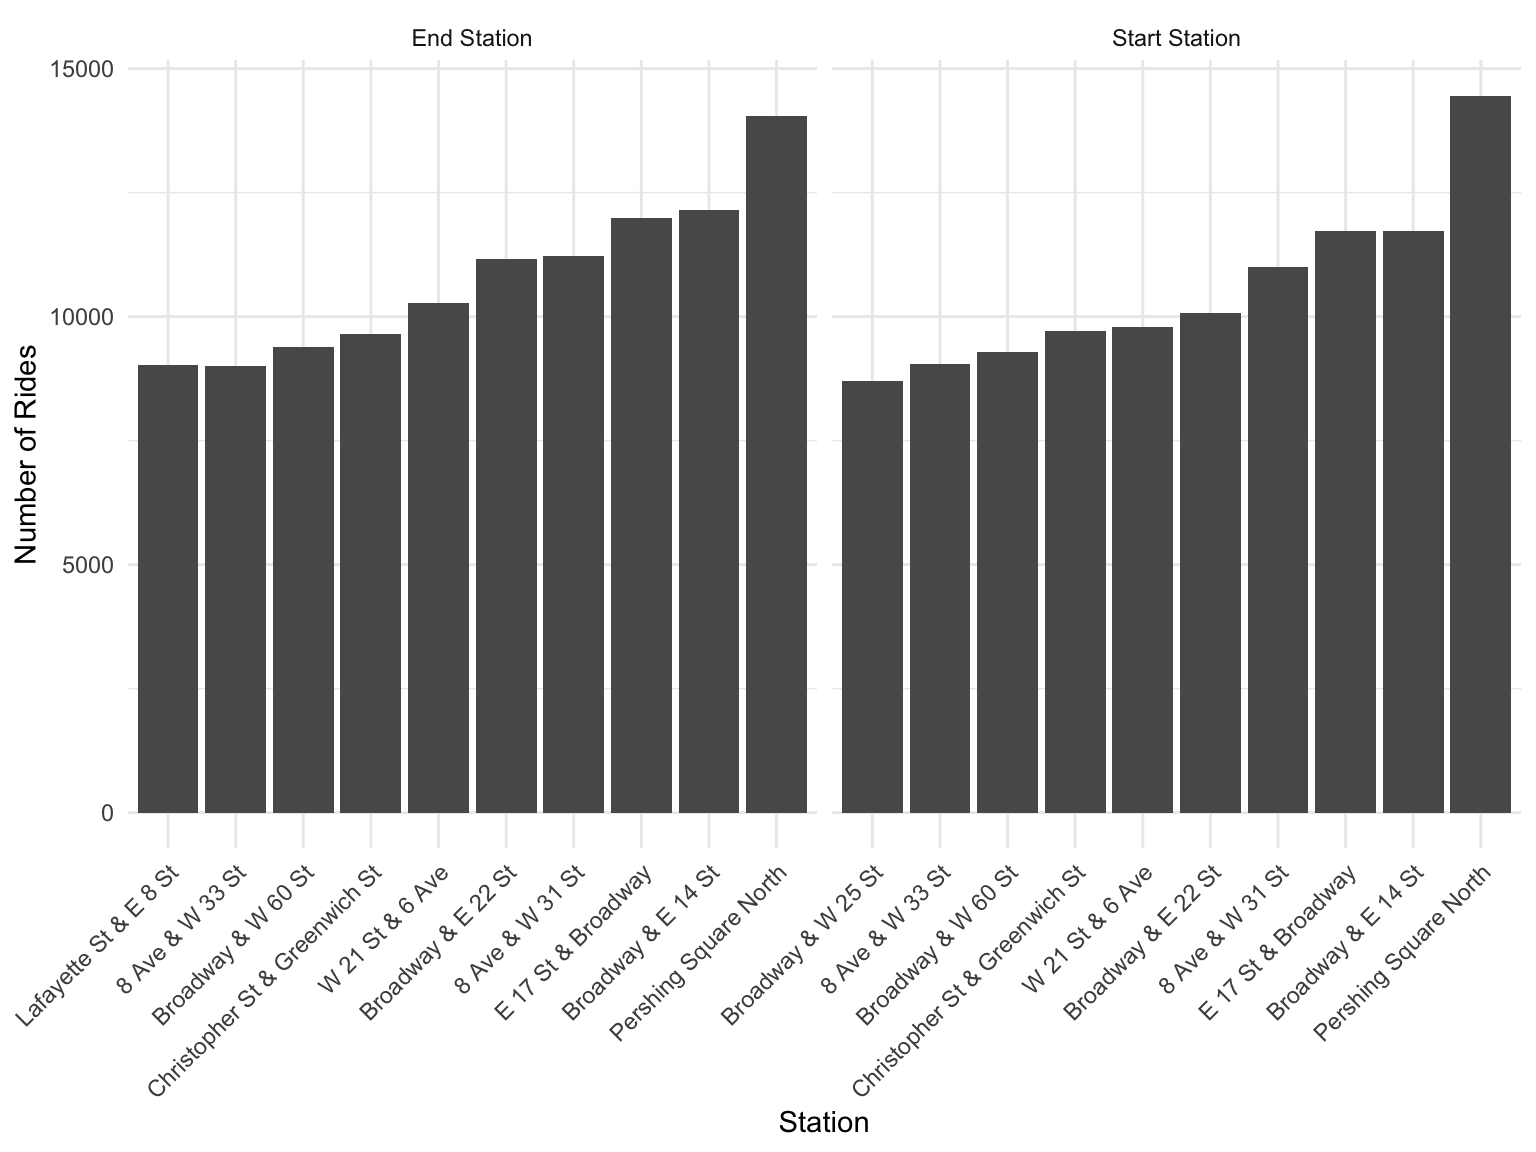 End Station
Start Station
15000
10000
5000
0
Number of Rides
Lafayette St & E 8 St
8 Ave & W 33 St
Broadway & W 60 St
Christopher St & Greenwich St
W 21 St & 6 Ave
Broadway & E 22 St
8 Ave & W 31 St
E 17 St & Broadway
Broadway & E 14 St
Pershing Square North
Broadway & W 25 St
8 Ave & W 33 St
Broadway & W 60 St
Christopher St & Greenwich St
W 21 St & 6 Ave
Broadway & E 22 St
8 Ave & W 31 St
E 17 St & Broadway
Broadway & E 14 St
Pershing Square North
Station